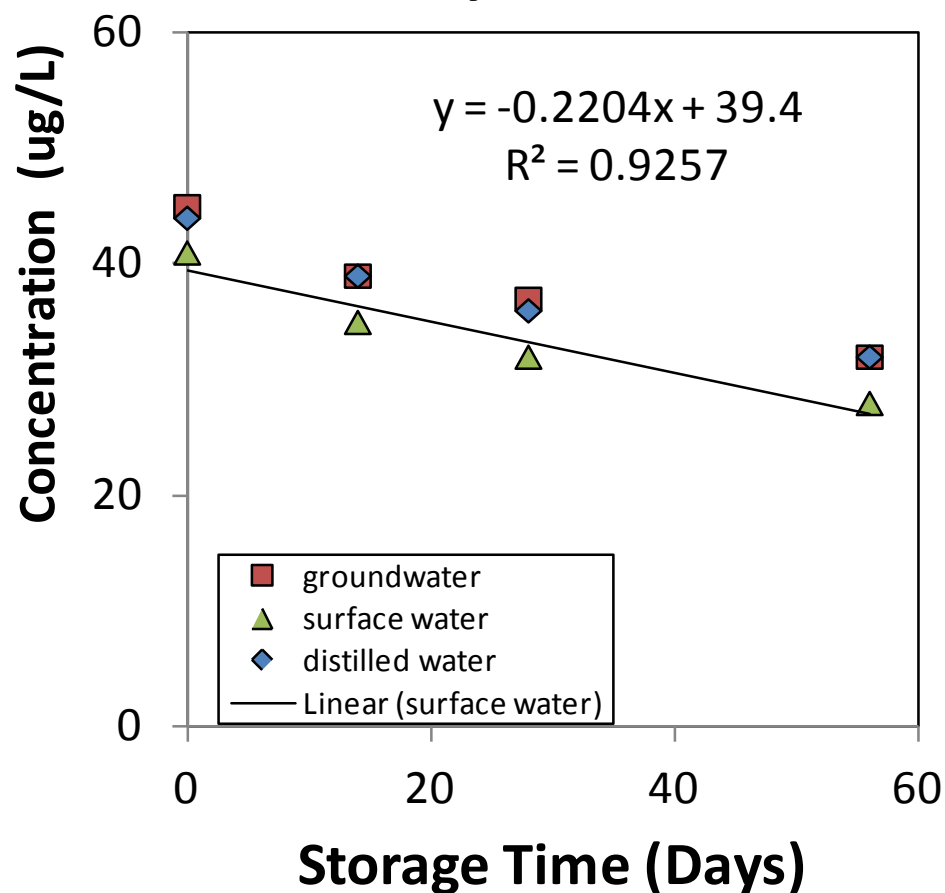 60
y = -0.2204x + 39.4
R² = 0.9257
Concentration (ug/L)
40
20
groundwater
surface water
distilled water
Linear (surface water)
0
0 20 40 60
Storage Time (Days)